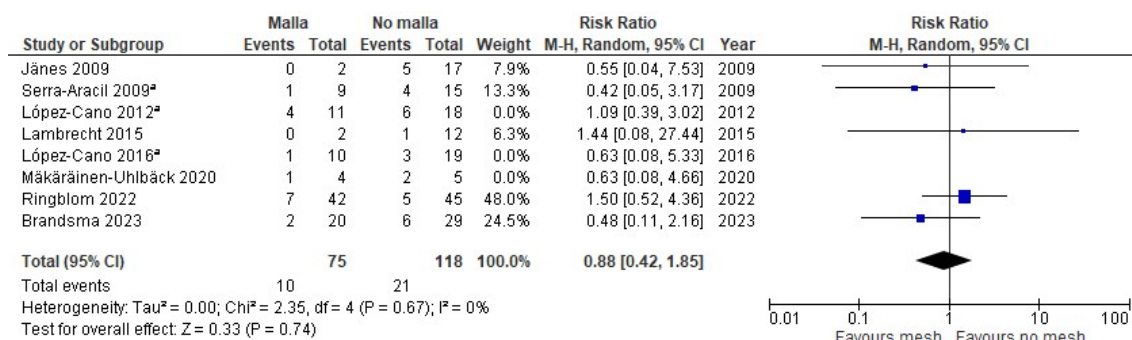 Malla No malla Risk Ratio Risk Ratio
Study or Subgroup Events Total Events Total Weight M-H, Random, 95% CI Year M-H, Random, 95% CI
Jänes 2009 0 2 5 17 7.9% 0.55 [0.04, 7.53] 2009
Serra-Aracil 2009ª 1 9 4 15 13.3% 0.42 [0.05, 3.17] 2009
López-Cano 2012ª 4 11 6 18 0.0% 1.09 [0.39, 3.02] 2012
Lambrecht 2015 0 2 1 12 6.3% 1.44 [0.08, 27.44] 2015
López-Cano 2016ª 1 10 3 19 0.0% 0.63 [0.08, 5.33] 2016
Mäkäräinen-Uhlbäck 2020 1 4 2 5 0.0% 0.63 [0.08, 4.66] 2020
Ringblom 2022 7 42 5 45 48.0% 1.50 [0.52, 4.36] 2022
Brandsma 2023 2 20 6 29 24.5% 0.48 [0.11, 2.16] 2023
Total (95% CI) 75 118 100.0% 0.88 [0.42, 1.85]
Total events 10 21
Heterogeneity: Tau² = 0.00; Chi² = 2.35, df = 4 (P = 0.67); I² = 0%
Test for overall effect: Z = 0.33 (P = 0.74)
0.01 0.1 1 10 100
Favours mesh Favours no mesh